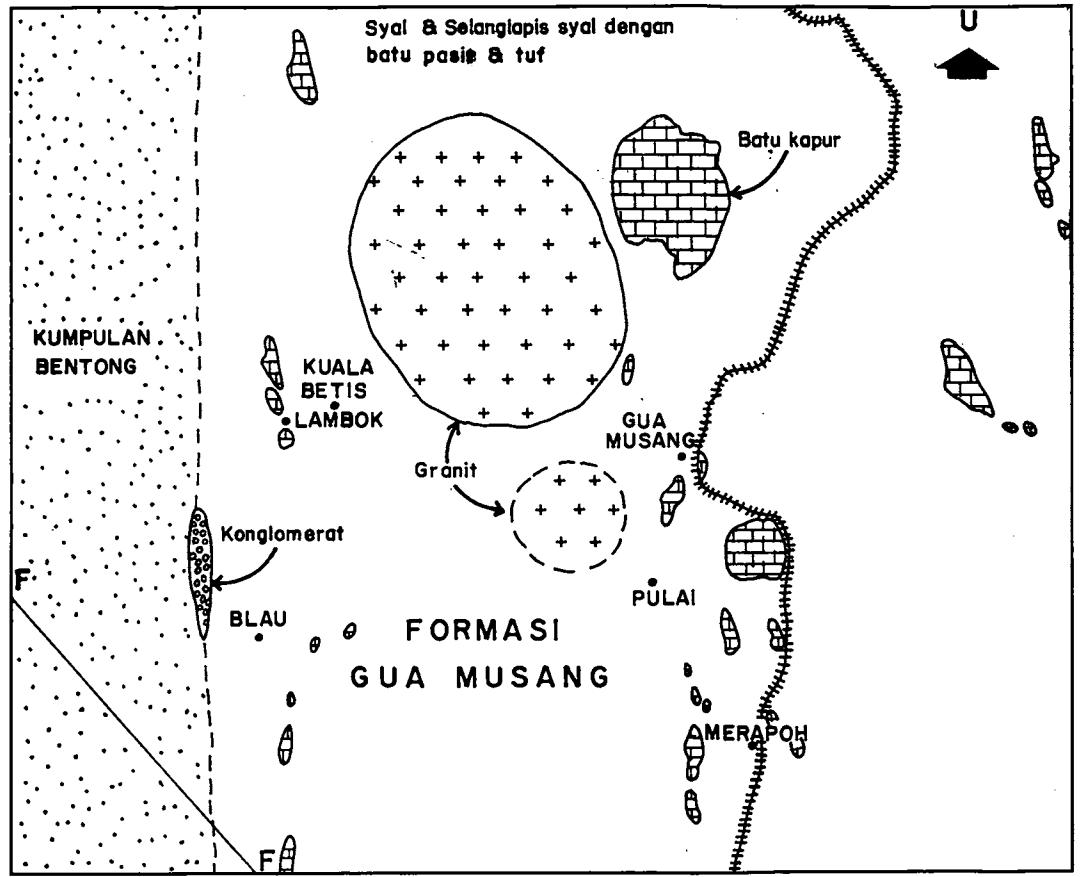 Syal & Selanglapis syal dengan
batu pasir & tuf
U
Batu kapur
KUMPULAN
BENTONG
KUALA
BETIS
LAMBOK
GUA
MUSANG
Granit
Konglomerat
F
PULAI
BLAU
FORMASI
GUA MUSANG
MERAPOH
F